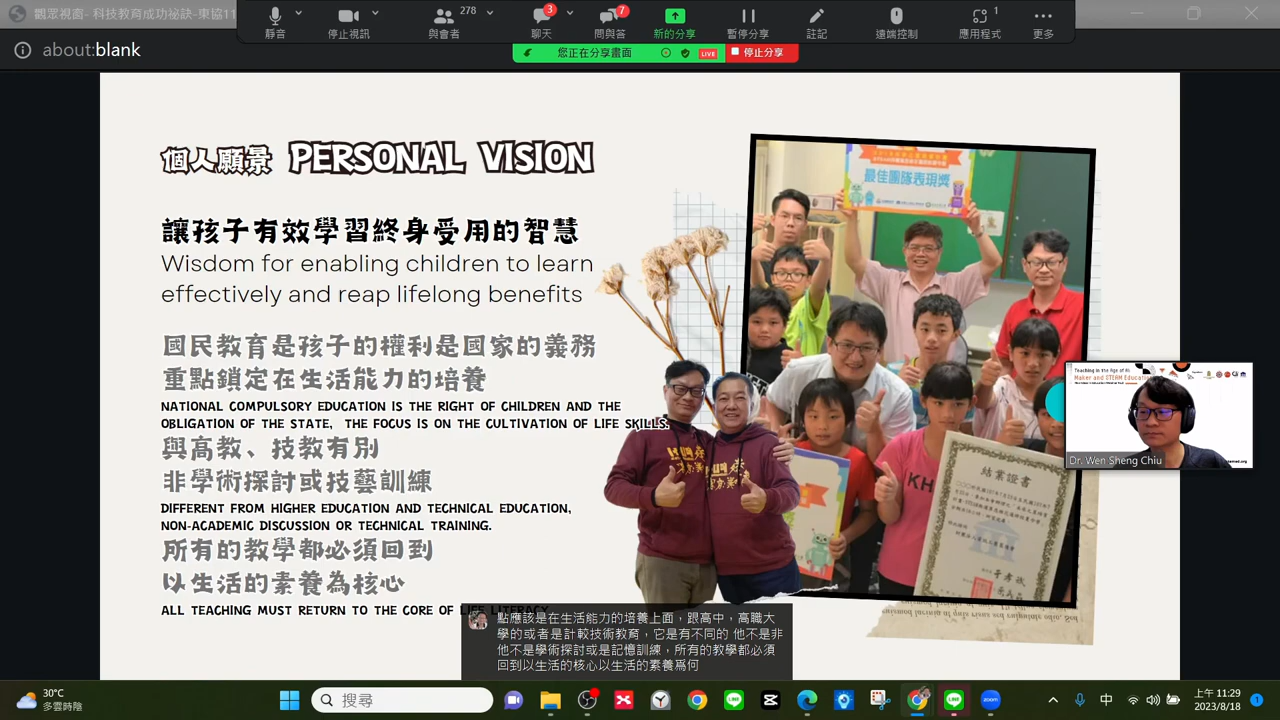 觀眾視窗- 科技教育成功祕訣-東協11
靜音
停止視訊
278
與會者
3
聊天
7
問與答
新的分享
暫停分享
註記
遠端控制
1
應用程式
更多
您正在分享畫面
LIVE
停止分享
about:blank
個人願景 PERSONAL VISION
讓孩子有效學習終身受用的智慧
Wisdom for enabling children to learn
effectively and reap lifelong benefits
國民教育是孩子的權利是國家的義務
重點鎖定在生活能力的培養
NATIONAL COMPULSORY EDUCATION IS THE RIGHT OF CHILDREN AND THE
OBLIGATION OF THE STATE, THE FOCUS IS ON THE CULTIVATION OF LIFE SKILLS.
與高教、技教有別
非學術探討或技藝訓練
DIFFERENT FROM HIGHER EDUCATION AND TECHNICAL EDUCATION,
NON-ACADEMIC DISCUSSION OR TECHNICAL TRAINING.
所有的教學都必須回到
以生活的素養為核心
ALL TEACHING MUST RETURN TO THE CORE OF LIFE LITERACY
最佳團隊表現獎
結業證書
Teaching in the Age of AI
Maker and STEAM Education
Dr. Wen Sheng Chiu
點應該是在生活能力的培養上面，跟高中，高職大
學的或者是計較技術教育，它是有不同的 他不是非
他不是學術探討或是記憶訓練，所有的教學都必須
回到以生活的核心以生活的素養爲何
30°C
多雲時陰
搜尋
中
上午 11:29
2023/8/18
1